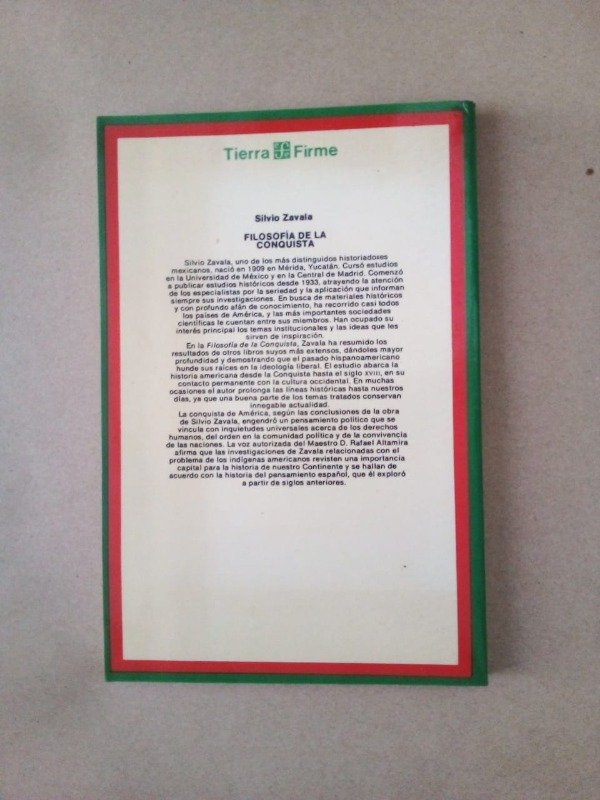 Tierra Firme
Silvio Zavala
FILOSOFÍA DE LA
CONQUISTA
Silvio Zavala, uno de los más distinguidos historiadores
mexicanos, nació en 1909 en Mérida, Yucatán. Cursó estudios
en la Universidad de México y en la Central de Madrid. Comenzó
a publicar estudios históricos desde 1933, atrayendo la atención
de los especialistas por la seriedad y la aplicación que informan
siempre sus investigaciones. En busca de materiales históricos
y con profundo afán de conocimiento, ha recorrido casi todos
los países de América, y las más importantes sociedades
científicas le cuentan entre sus miembros. Han ocupado su
interés principal los temas institucionales y las ideas que les
sirven de inspiración.
En la Filosofía de la Conquista, Zavala ha resumido los
resultados de otros libros suyos más extensos, dándoles mayor
profundidad y demostrando que el pasado hispanoamericano
hunde sus raíces en la ideología liberal. El estudio abarca la
historia americana desde la Conquista hasta el siglo XVIII, en su
contacto permanente con la cultura occidental. En muchas
ocasiones el autor prolonga las líneas históricas hasta nuestros
días, ya que una buena parte de los temas tratados conservan
innegable actualidad.
La conquista de América, según las conclusiones de la obra
de Silvio Zavala, engendró un pensamiento político que se
vincula con inquietudes universales acerca de los derechos
humanos, del orden en la comunidad política y de la convivencia
de las naciones. La voz autorizada del Maestro D. Rafael Altamira
afirma que las investigaciones de Zavala relacionadas con el
problema de los indígenas americanos revisten una importancia
capital para la historia de nuestro Continente y se hallan de
acuerdo con la historia del pensamiento español, que él exploró
a partir de siglos anteriores.